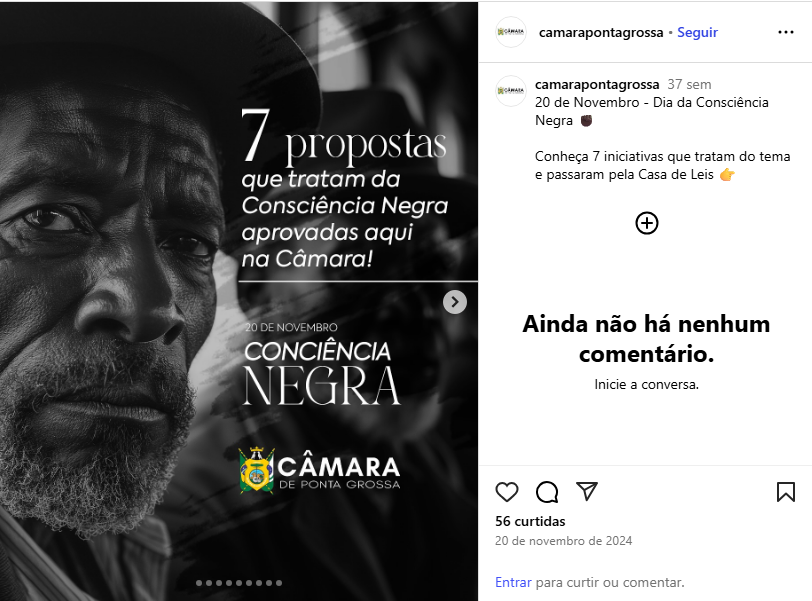 7 propostas
que tratam da
Consciência Negra
aprovadas aqui
na Câmara!
20 DE NOVEMBRO
CONCIÊNCIA
NEGRA
CÂMARA
DE PONTA GROSSA
camarapontagrossa • Seguir
camarapontagrossa 37 sem
20 de Novembro - Dia da Consciência
Negra ✊🏿
Conheça 7 iniciativas que tratam do tema
e passaram pela Casa de Leis 👉
Ainda não há nenhum
comentário.
Inicie a conversa.
56 curtidas
20 de novembro de 2024
Entrar para curtir ou comentar.